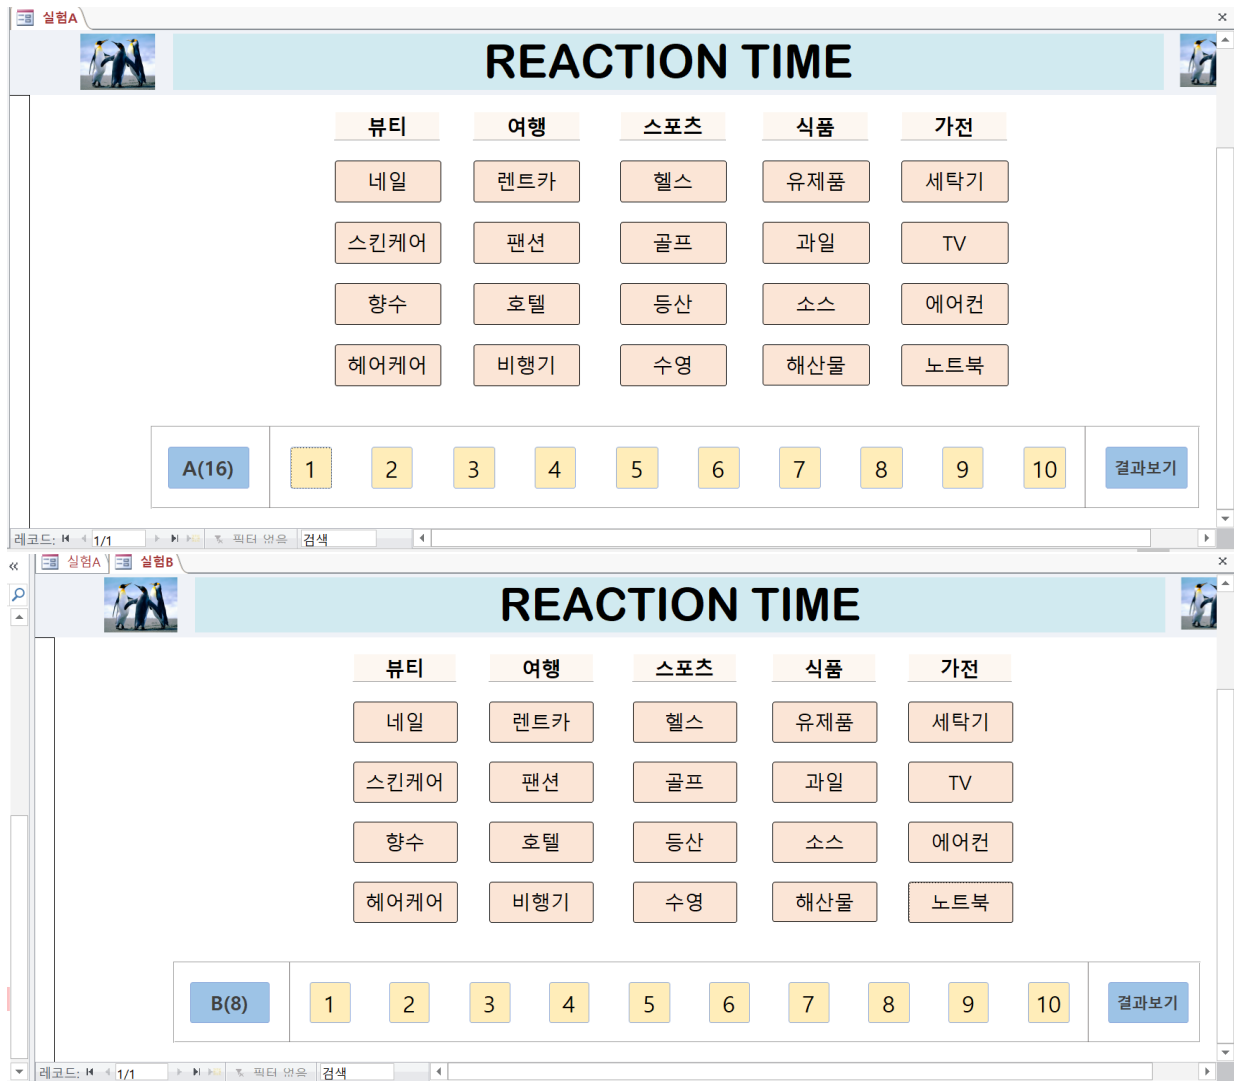 실험A
REACTION TIME
뷰티 여행 스포츠 식품 가전
네일 렌트카 헬스 유제품 세탁기
스킨케어 팬션 골프 과일 TV
향수 호텔 등산 소스 에어컨
헤어케어 비행기 수영 해산물 노트북
A(16) 1 2 3 4 5 6 7 8 9 10 결과보기
레코드: 1/1 필터 없음 검색
실험A 실험B
REACTION TIME
뷰티 여행 스포츠 식품 가전
네일 렌트카 헬스 유제품 세탁기
스킨케어 팬션 골프 과일 TV
향수 호텔 등산 소스 에어컨
헤어케어 비행기 수영 해산물 노트북
B(8) 1 2 3 4 5 6 7 8 9 10 결과보기
레코드: 1/1 필터 없음 검색